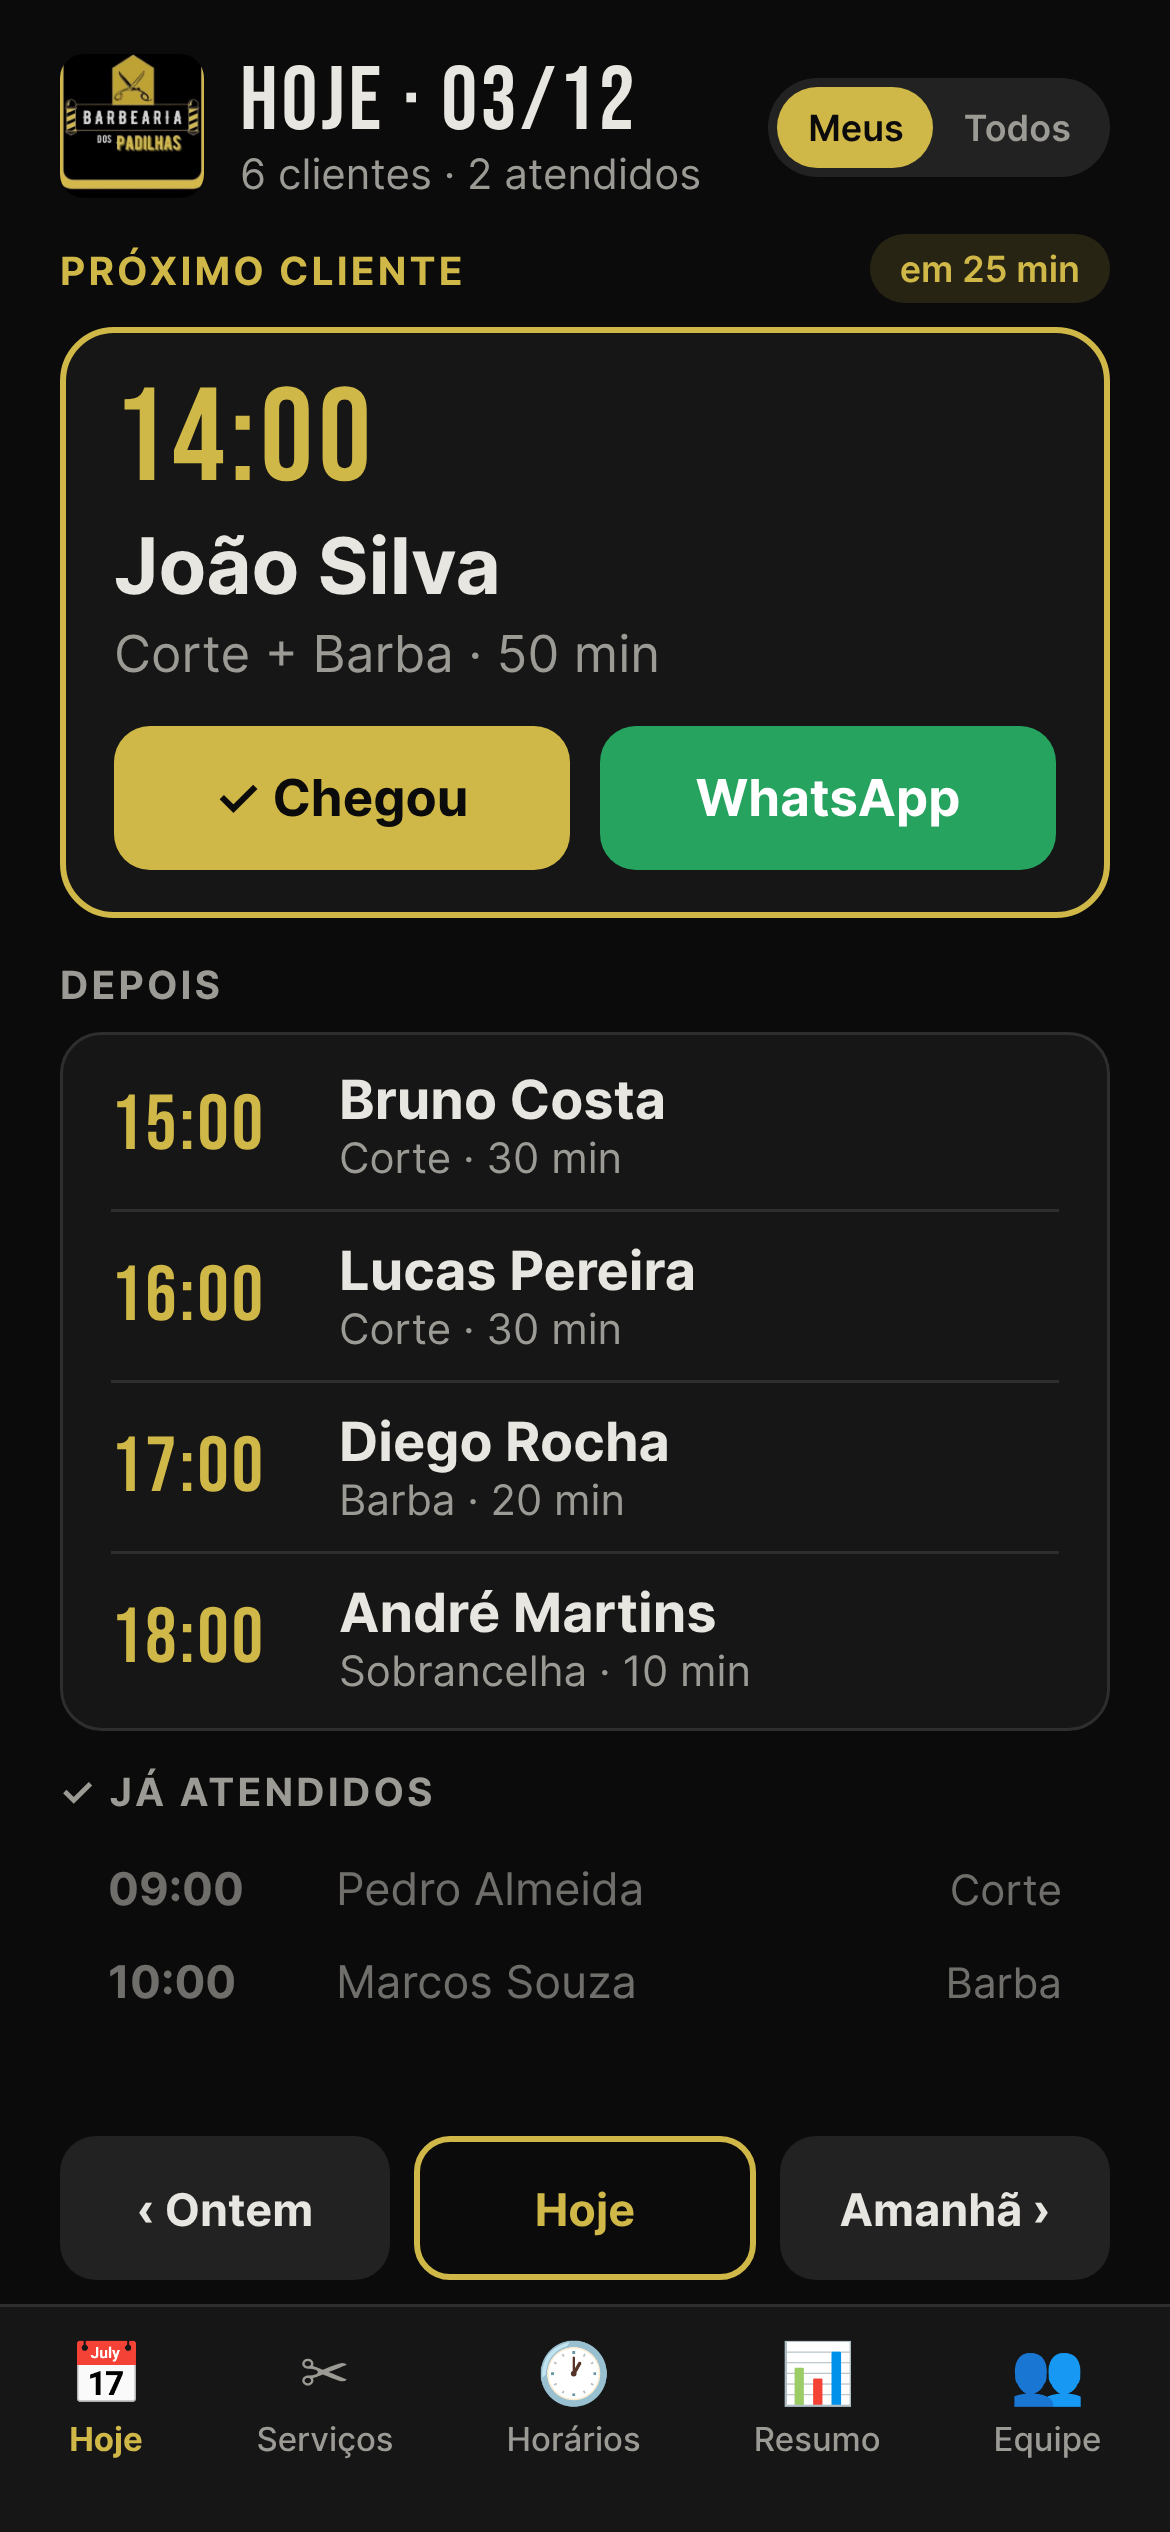 BARBEARIA
DOS PADILHAS
HOJE · 03/12
6 clientes · 2 atendidos
Meus Todos
PRÓXIMO CLIENTE
em 25 min
14:00
João Silva
Corte + Barba · 50 min
✓ Chegou
WhatsApp
DEPOIS
15:00
Bruno Costa
Corte · 30 min
16:00
Lucas Pereira
Corte · 30 min
17:00
Diego Rocha
Barba · 20 min
18:00
André Martins
Sobrancelha · 10 min
✓ JÁ ATENDIDOS
09:00 Pedro Almeida Corte
10:00 Marcos Souza Barba
‹ Ontem
Hoje
Amanhã ›
July
17
Hoje
Serviços
Horários
Resumo
Equipe